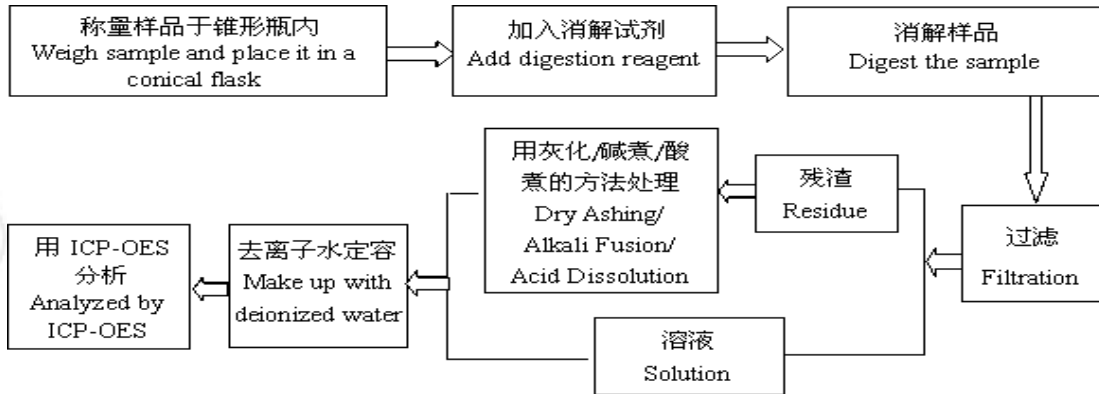 称量样品于锥形瓶内
Weigh sample and place it in a
conical flask
加入消解试剂
Add digestion reagent
消解样品
Digest the sample
过滤
Filtration
残渣
Residue
用灰化/碱煮/酸
煮的方法处理
Dry Ashing/
Alkali Fusion/
Acid Dissolution
溶液
Solution
去离子水定容
Make up with
deionized water
用 ICP-OES
分析
Analyzed by
ICP-OES